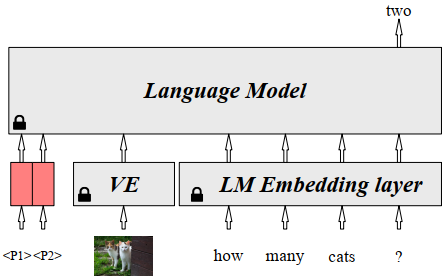 two
Language Model
VE
LM Embedding layer
<P1><P2>
how many cats ?